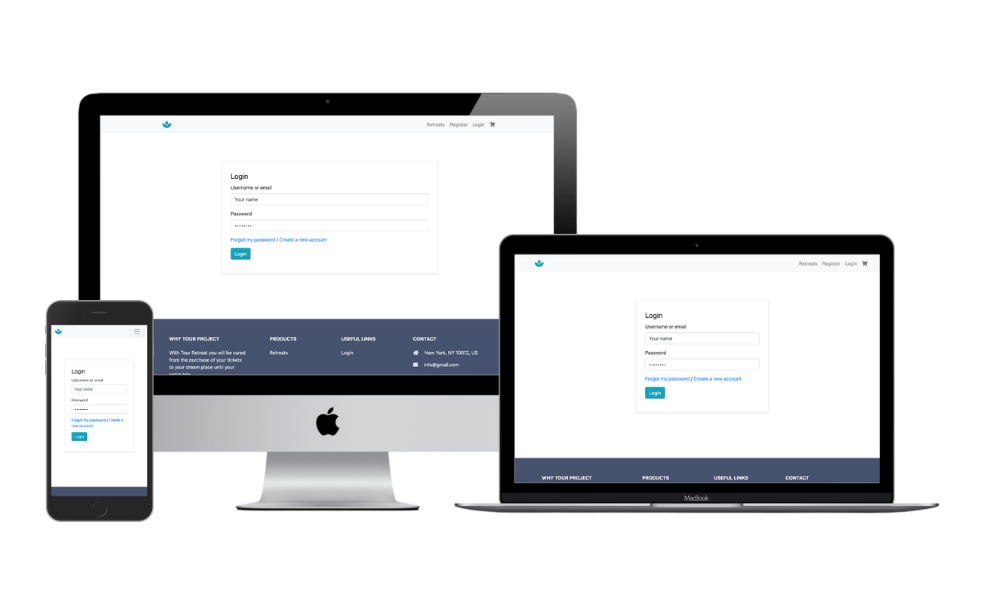 Retreats Register Login
Login
Username or email
Your name
Password
Forgot my password / Create a new account
Login
WHY TOUR PROJECT
With Tour Retreat you will be cared
from the purchase of your tickets
to your dream place until your
PRODUCTS
Retreats
USEFUL LINKS
Login
CONTACT
New York, NY 10012, US
info@gmail.com
Retreats Register Login
Login
Username or email
Your name
Password
Forgot my password / Create a new account
Login
WHY TOUR PROJECT
PRODUCTS
USEFUL LINKS
CONTACT
MacBook
Login
Username or email
Your name
Password
Forgot my password / Create a
new account
Login